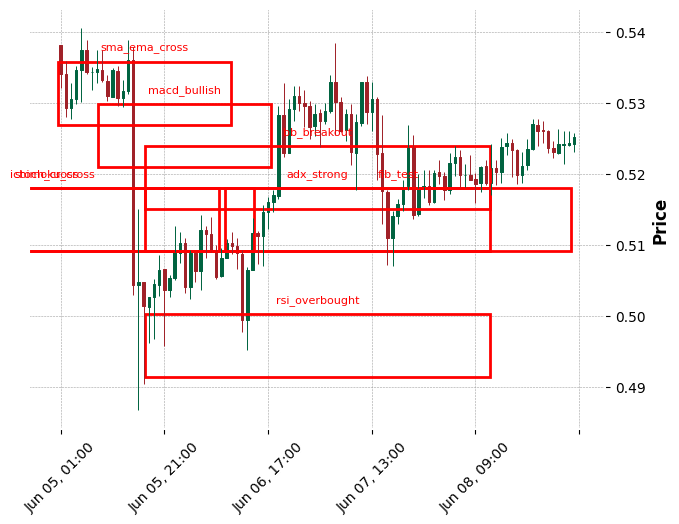 sma_ema_cross
macd_bullish
bb_breakout
adx_strong
fib_test
rsi_overbought
0.54
0.53
0.52
0.51
0.50
0.49
Price
Jun 05, 01:00
Jun 05, 21:00
Jun 06, 17:00
Jun 07, 13:00
Jun 08, 09:00